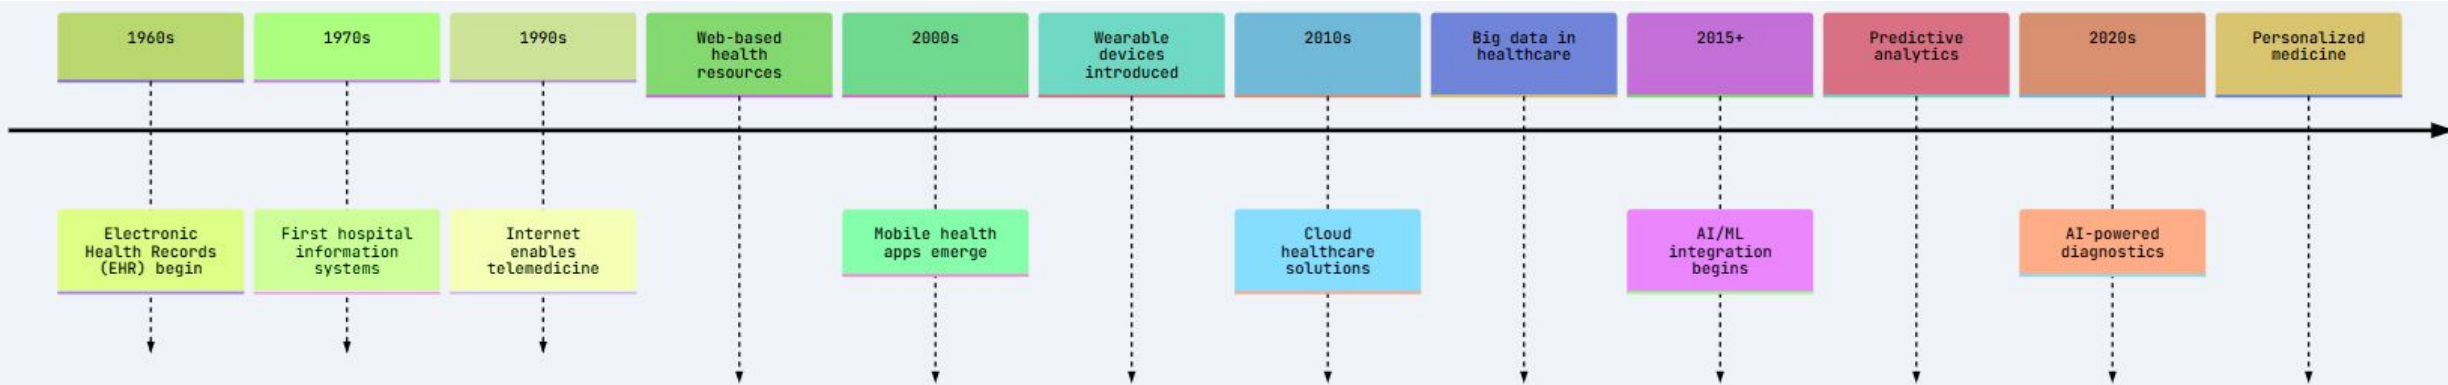 1960s
1970s
1990s
Web-based
health
resources
2000s
Wearable
devices
introduced
2010s
Big data in
healthcare
2015+
Predictive
analytics
2020s
Personalized
medicine
Electronic
Health Records
(EHR) begin
First hospital
information
systems
Internet
enables
telemedicine
Mobile health
apps emerge
Cloud
healthcare
solutions
AI/ML
integration
begins
AI-powered
diagnostics